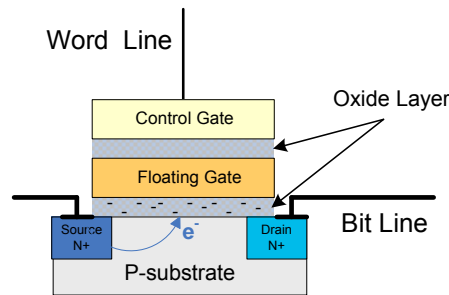 Word Line
Control Gate
Oxide Layer
Floating Gate
Source
N+
e-
Drain
N+
Bit Line
P-substrate